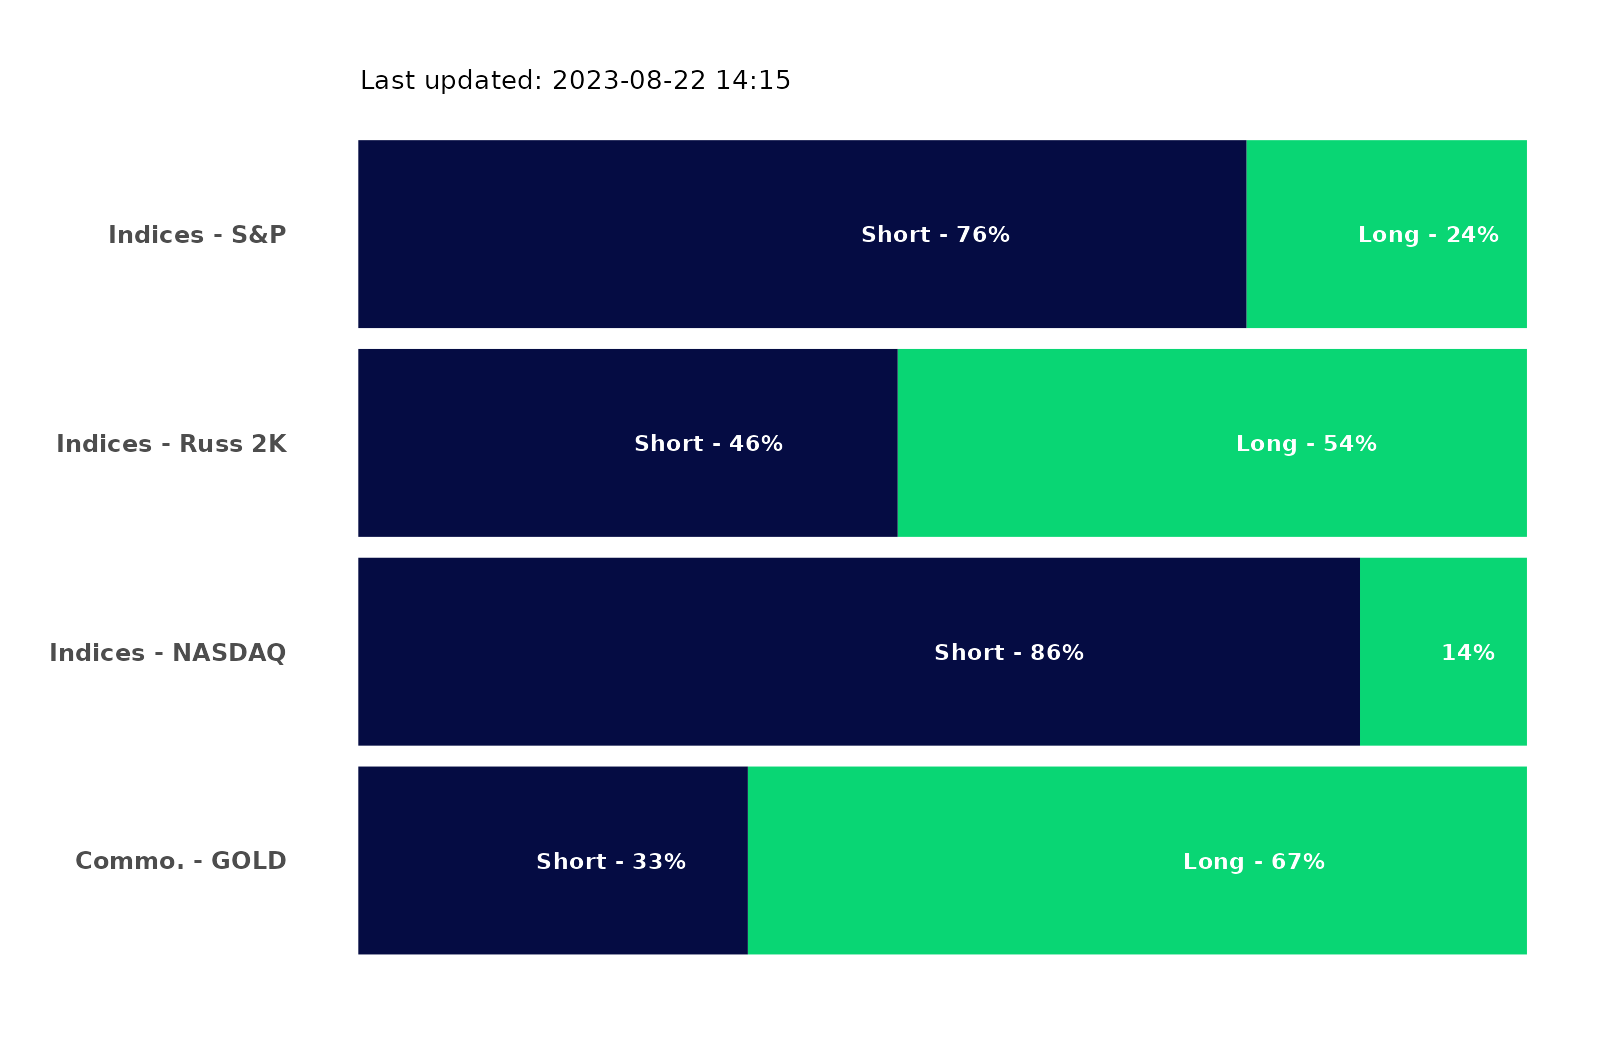 Last updated: 2023-08-22 14:15
Indices - S&P Short - 76% Long - 24%
Indices - Russ 2K Short - 46% Long - 54%
Indices - NASDAQ Short - 86% 14%
Commo. - GOLD Short - 33% Long - 67%